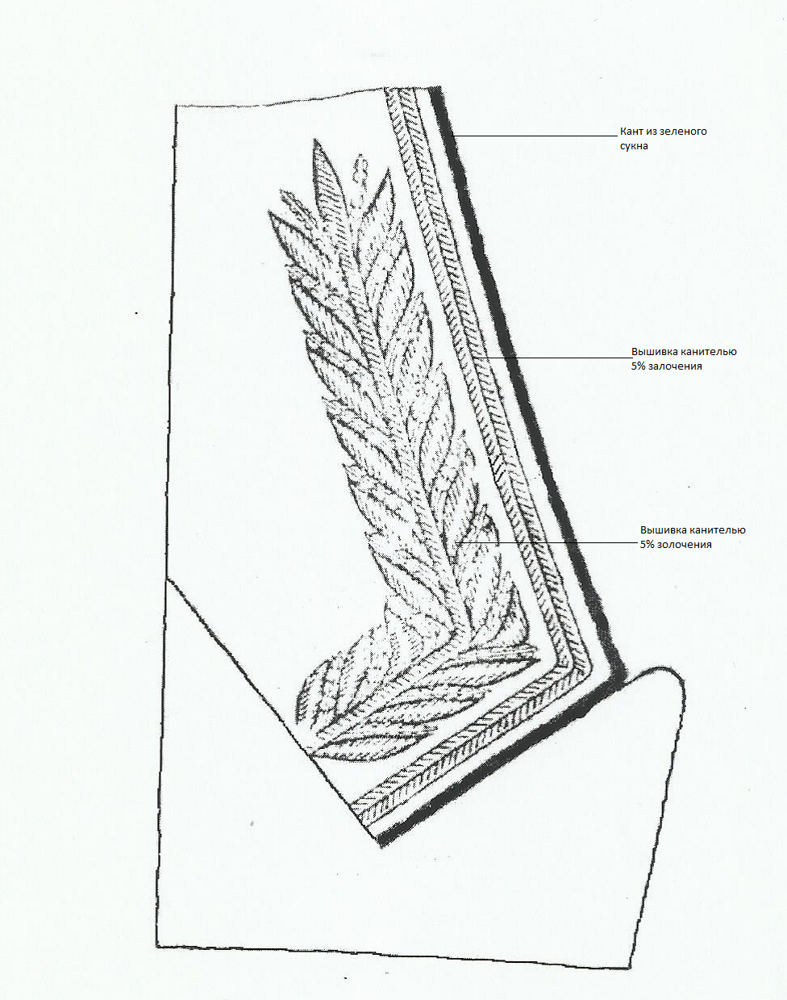 Кант из зеленого
сукна
Вышивка канителью
5% залочения
Вышивка канителью
5% золочения